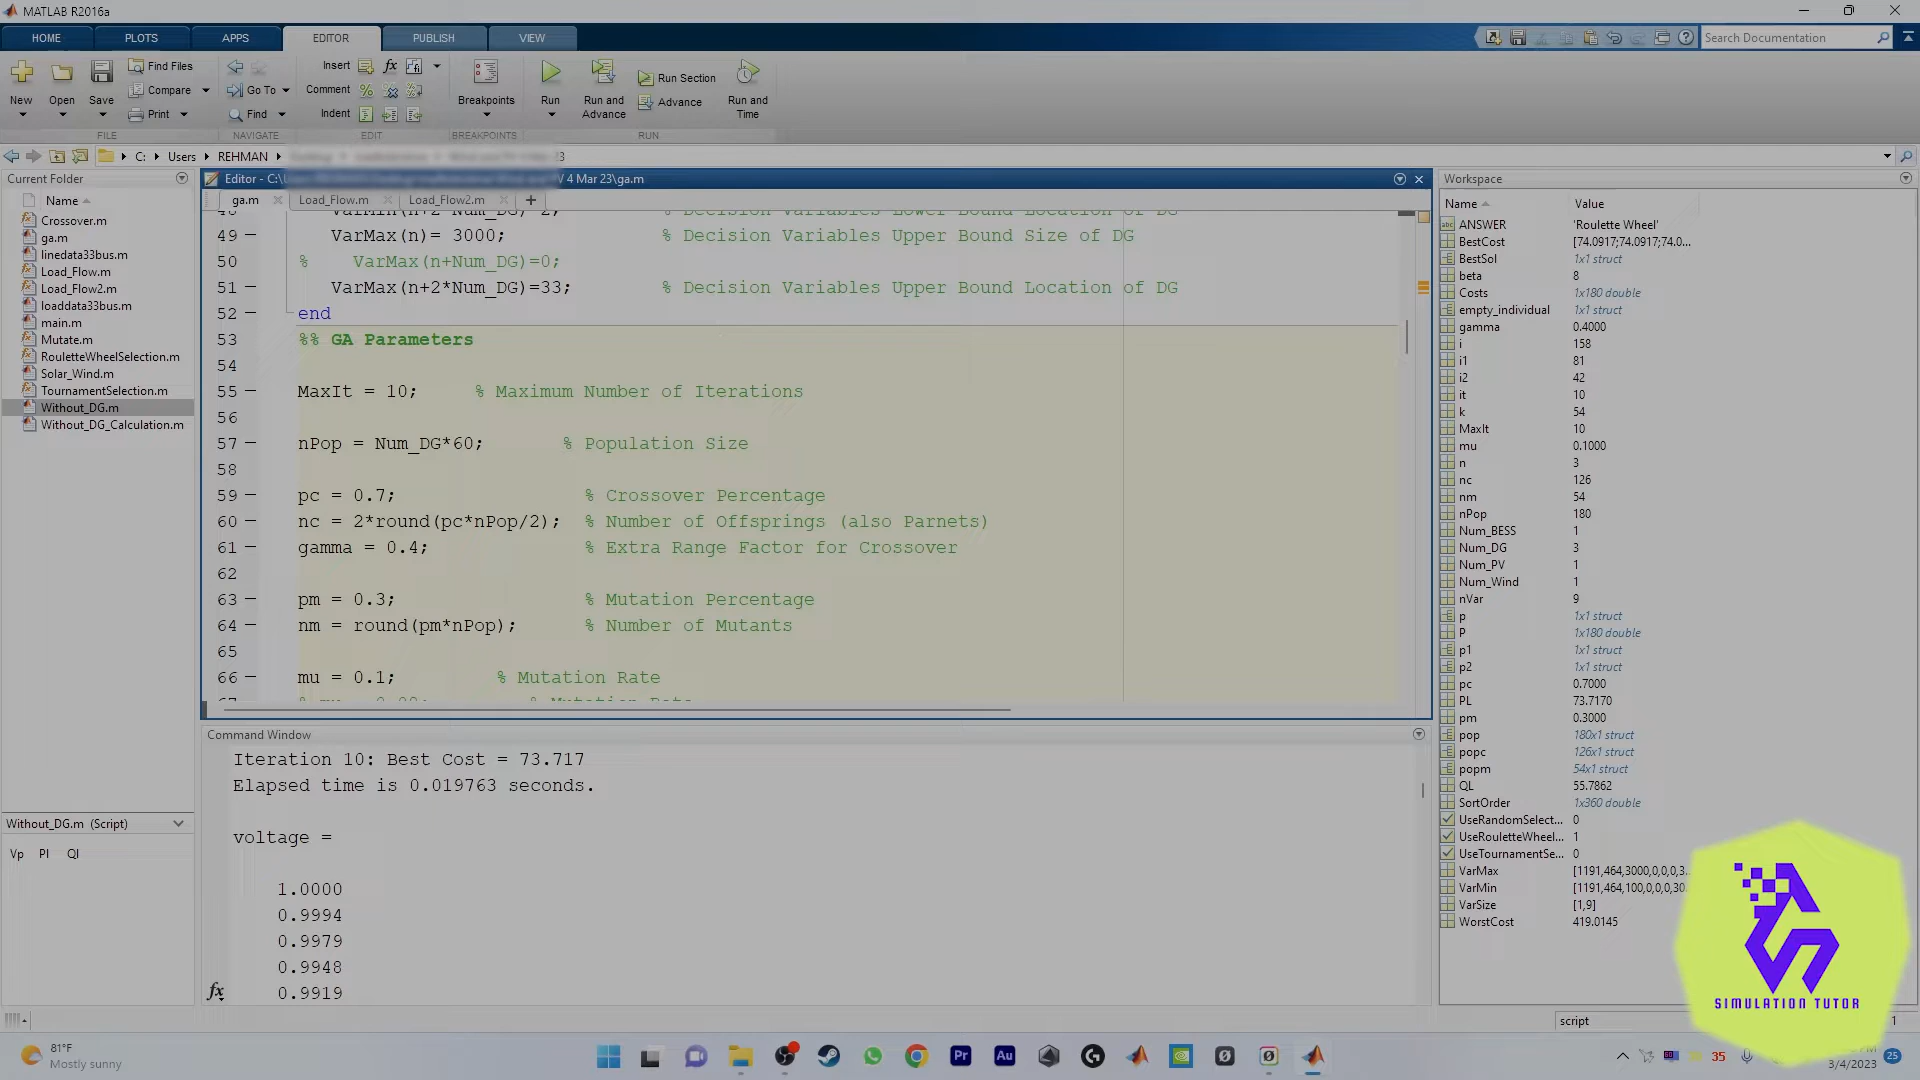 MATLAB R2016a
HOME PLOTS APPS EDITOR PUBLISH VIEW
Search Documentation
New Open Save
Find Files
Compare
Print
Go To
Find
Insert fx
Comment
Indent
Breakpoints
Run
Run and Advance
Run Section
Advance
Run and Time
FILE NAVIGATE EDIT BREAKPOINTS RUN
C: Users REHMAN
Current Folder
Name
Crossover.m
ga.m
linedata33bus.m
Load_Flow.m
Load_Flow2.m
loaddata33bus.m
main.m
Mutate.m
RouletteWheelSelection.m
Solar_Wind.m
TournamentSelection.m
Without_DG.m
Without_DG_Calculation.m
Without_DG.m (Script)
Vp Pl Ql
Editor - C:\ 4 Mar 23\ga.m
ga.m Load_Flow.m Load_Flow2.m
49 VarMax(n)= 3000; % Decision Variables Upper Bound Size of DG
50 % VarMax(n+Num_DG)=0;
51 VarMax(n+2*Num_DG)=33; % Decision Variables Upper Bound Location of DG
52 end
53 %% GA Parameters
54
55 MaxIt = 10; % Maximum Number of Iterations
56
57 nPop = Num_DG*60; % Population Size
58
59 pc = 0.7; % Crossover Percentage
60 nc = 2*round(pc*nPop/2); % Number of Offsprings (also Parnets)
61 gamma = 0.4; % Extra Range Factor for Crossover
62
63 pm = 0.3; % Mutation Percentage
64 nm = round(pm*nPop); % Number of Mutants
65
66 mu = 0.1; % Mutation Rate
Command Window
Iteration 10: Best Cost = 73.717
Elapsed time is 0.019763 seconds.
voltage =
1.0000
0.9994
0.9979
0.9948
0.9919
fx
Workspace
Name Value
ANSWER 'Roulette Wheel'
BestCost [74.0917;74.0917;74.0...
BestSol 1x1 struct
beta 8
Costs 1x180 double
empty_individual 1x1 struct
gamma 0.4000
i 158
i1 81
i2 42
it 10
k 54
MaxIt 10
mu 0.1000
n 3
nc 126
nm 54
nPop 180
Num_BESS 1
Num_DG 3
Num_PV 1
Num_Wind 1
nVar 9
p 1x1 struct
P 1x180 double
p1 1x1 struct
p2 1x1 struct
pc 0.7000
PL 73.7170
pm 0.3000
pop 180x1 struct
popc 126x1 struct
popm 54x1 struct
QL 55.7862
SortOrder 1x360 double
UseRandomSelect... 0
UseRouletteWheel... 1
UseTournamentSe... 0
VarMax [1191,464,3000,0,0,0,3...
VarMin [1191,464,100,0,0,0,30...
VarSize [1,9]
WorstCost 419.0145
SIMULATION TUTOR
script 1
81°F
Mostly sunny
Pr Au
35
3/4/2023 25